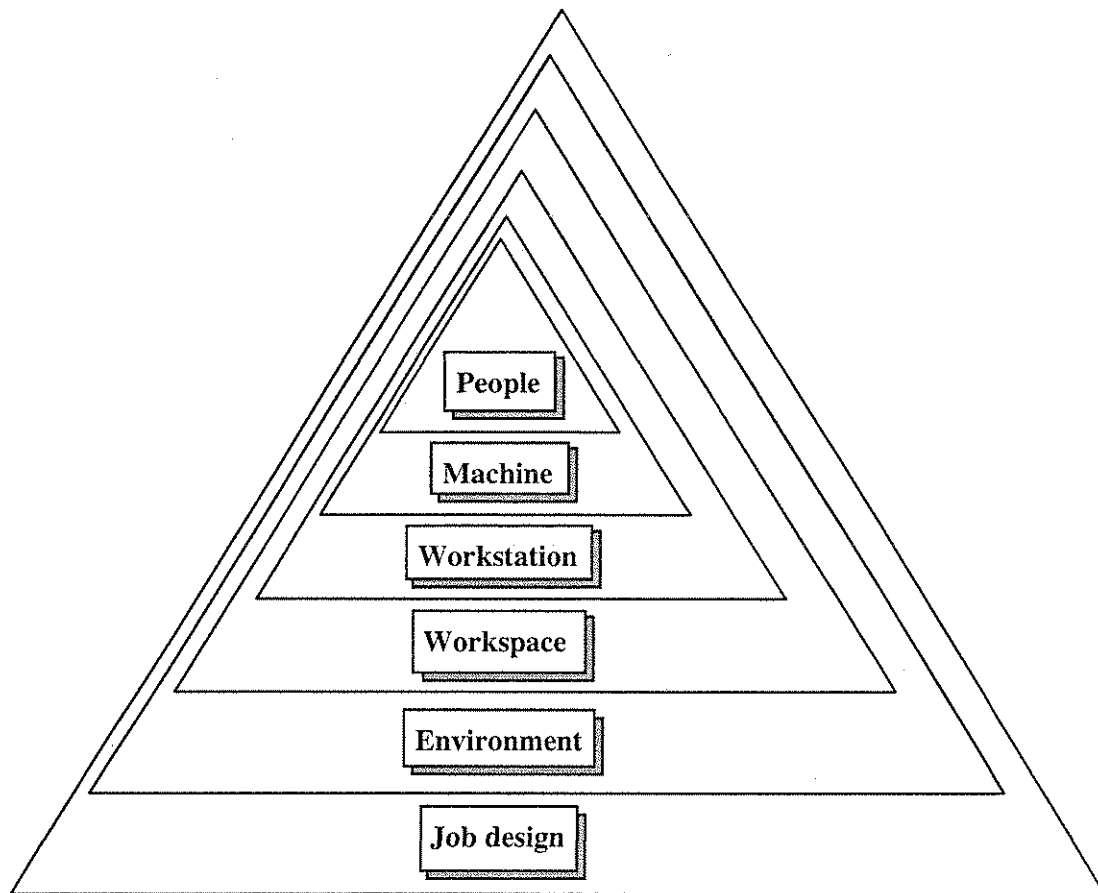 People
Machine
Workstation
Workspace
Environment
Job design